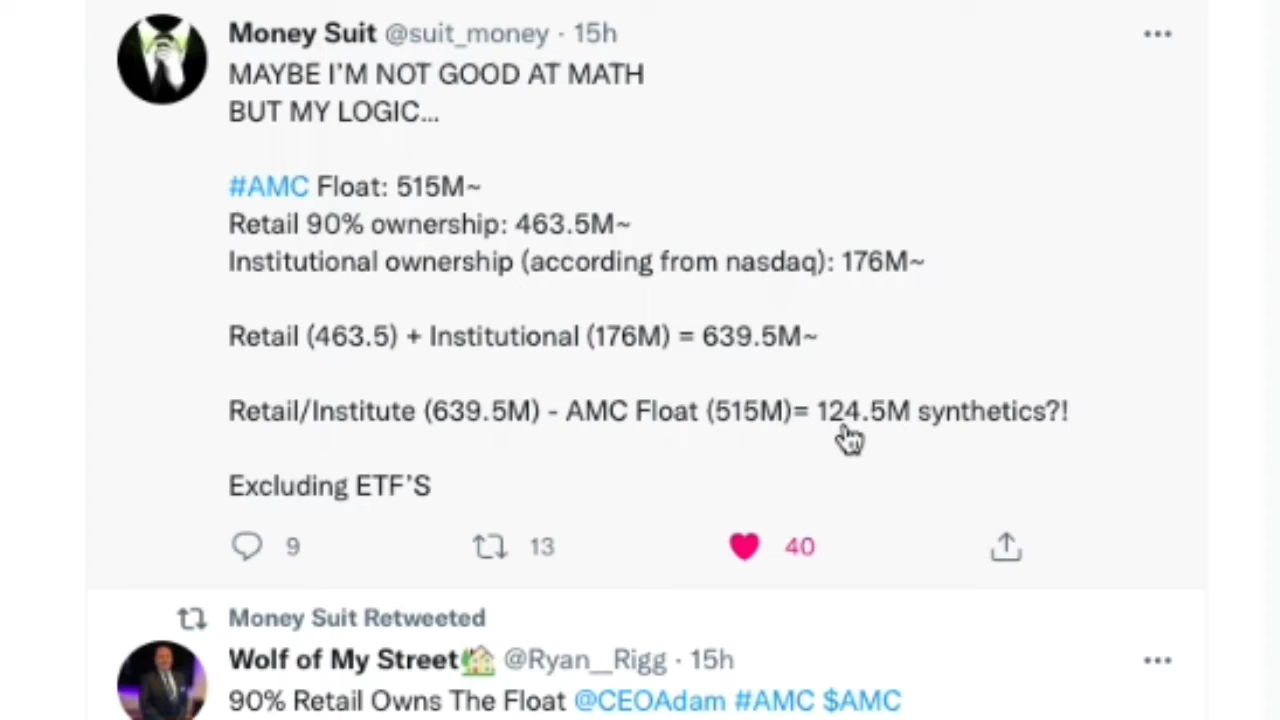 Money Suit @suit_money · 15h
MAYBE I'M NOT GOOD AT MATH
BUT MY LOGIC...
#AMC Float: 515M~
Retail 90% ownership: 463.5M~
Institutional ownership (according from nasdaq): 176M~
Retail (463.5) + Institutional (176M) = 639.5M~
Retail/Institute (639.5M) - AMC Float (515M)= 124.5M synthetics?!
Excluding ETF'S
9 13 40
Money Suit Retweeted
Wolf of My Street🏡 @Ryan__Rigg · 15h
90% Retail Owns The Float @CEOAdam #AMC $AMC